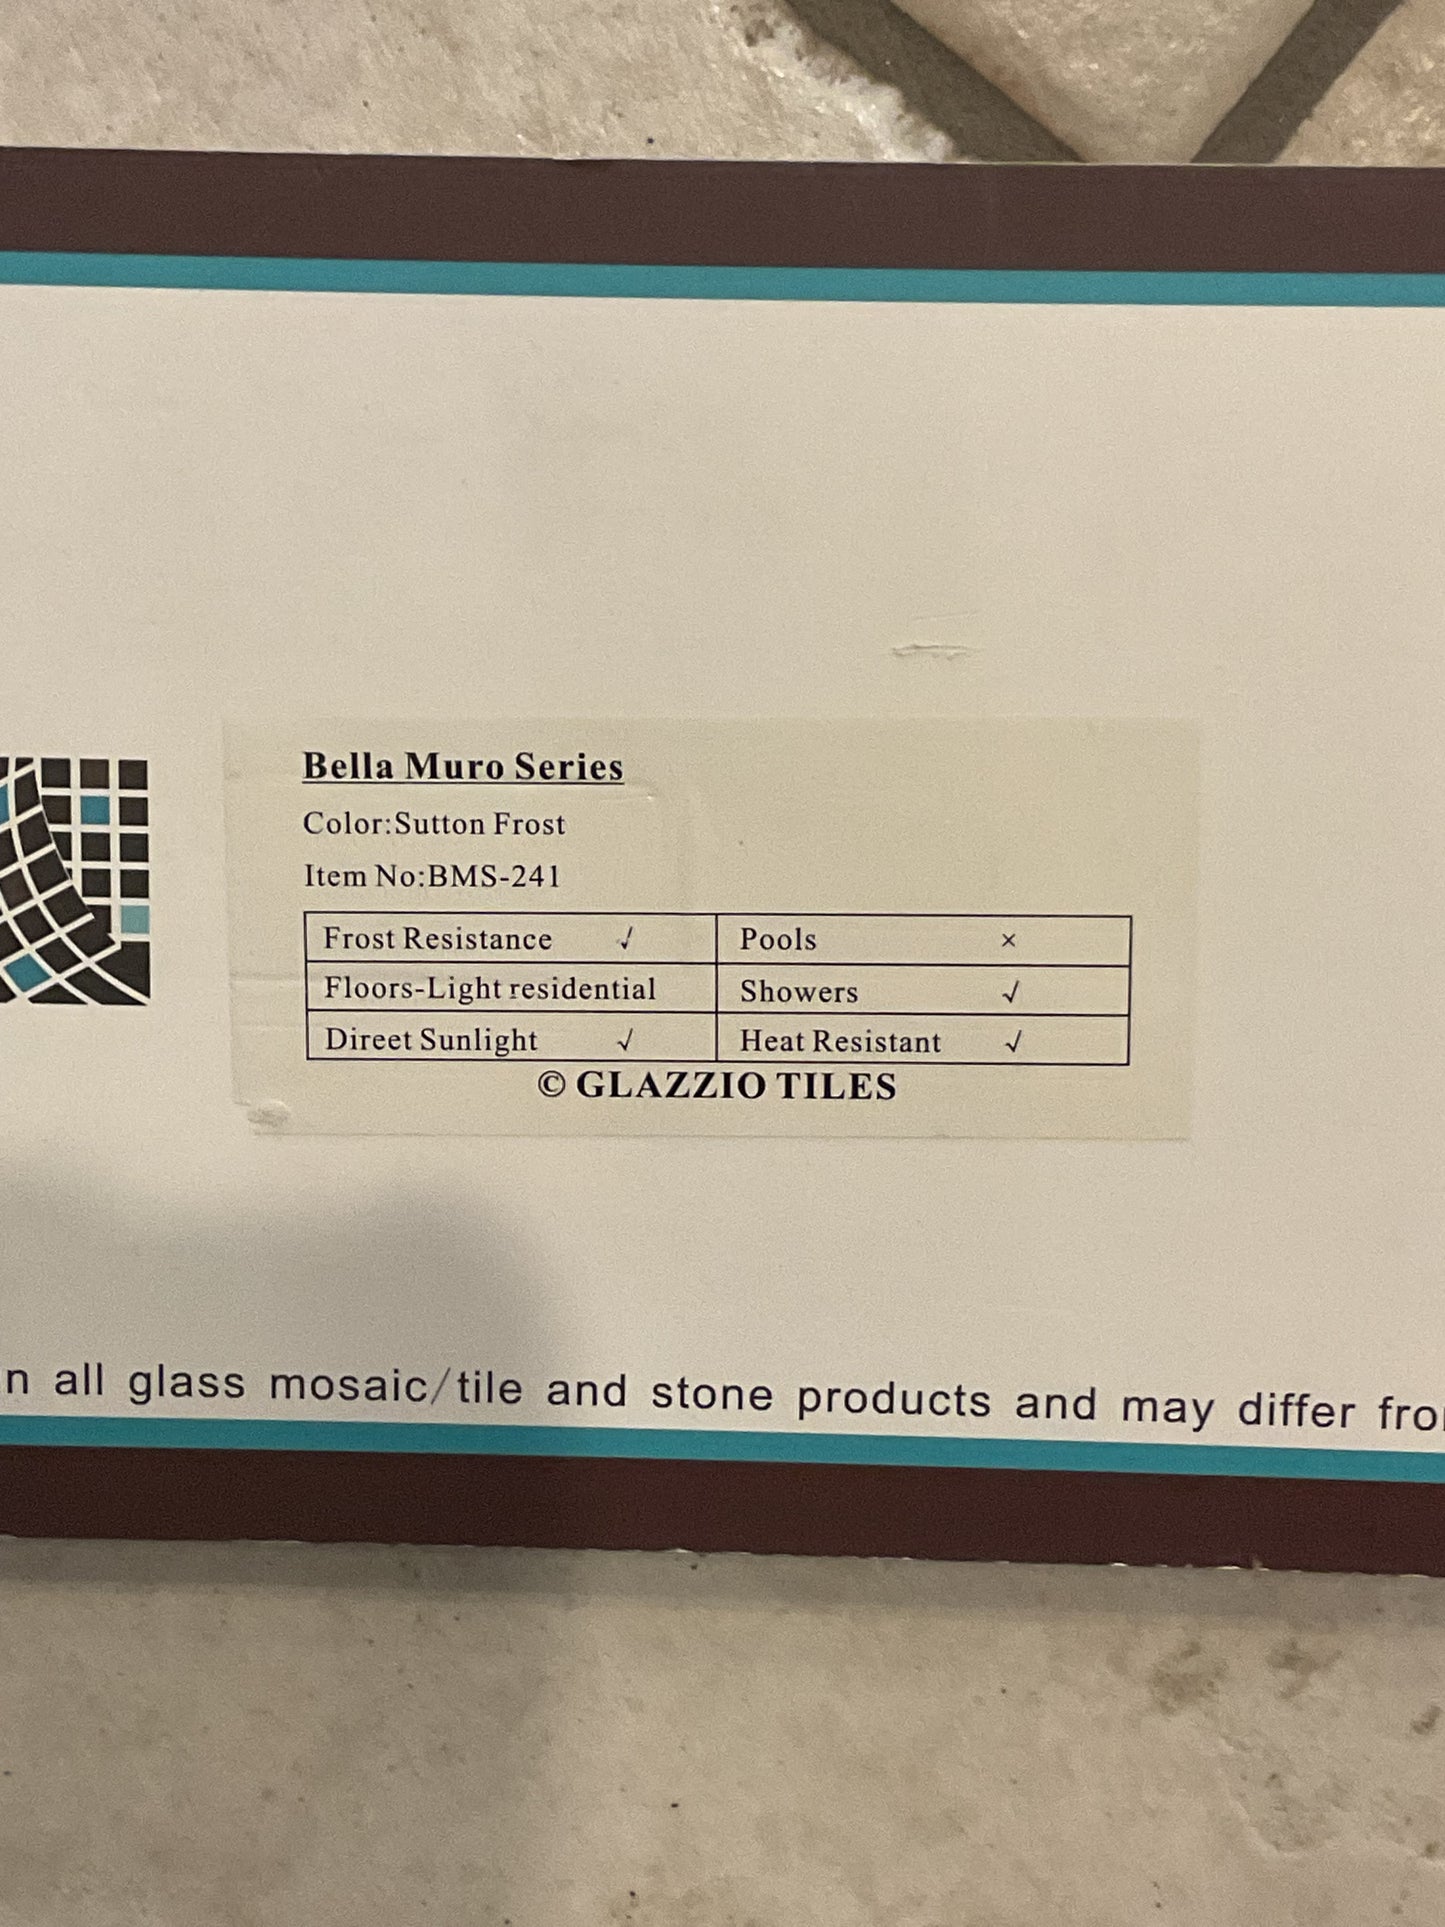 Bella Muro Series
Color:Sutton Frost
Item No:BMS-241
Frost Resistance √ Pools ×
Floors-Light residential Showers √
Direet Sunlight √ Heat Resistant √
© GLAZZIO TILES
n all glass mosaic/tile and stone products and may differ fro